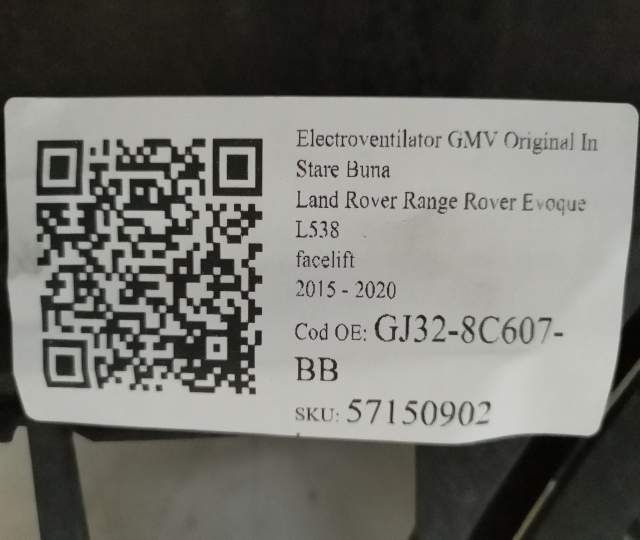 Electroventilator GMV Original In
Stare Buna
Land Rover Range Rover Evoque
L538
facelift
2015 - 2020
Cod OE: GJ32-8C607-
BB
SKU: 57150902